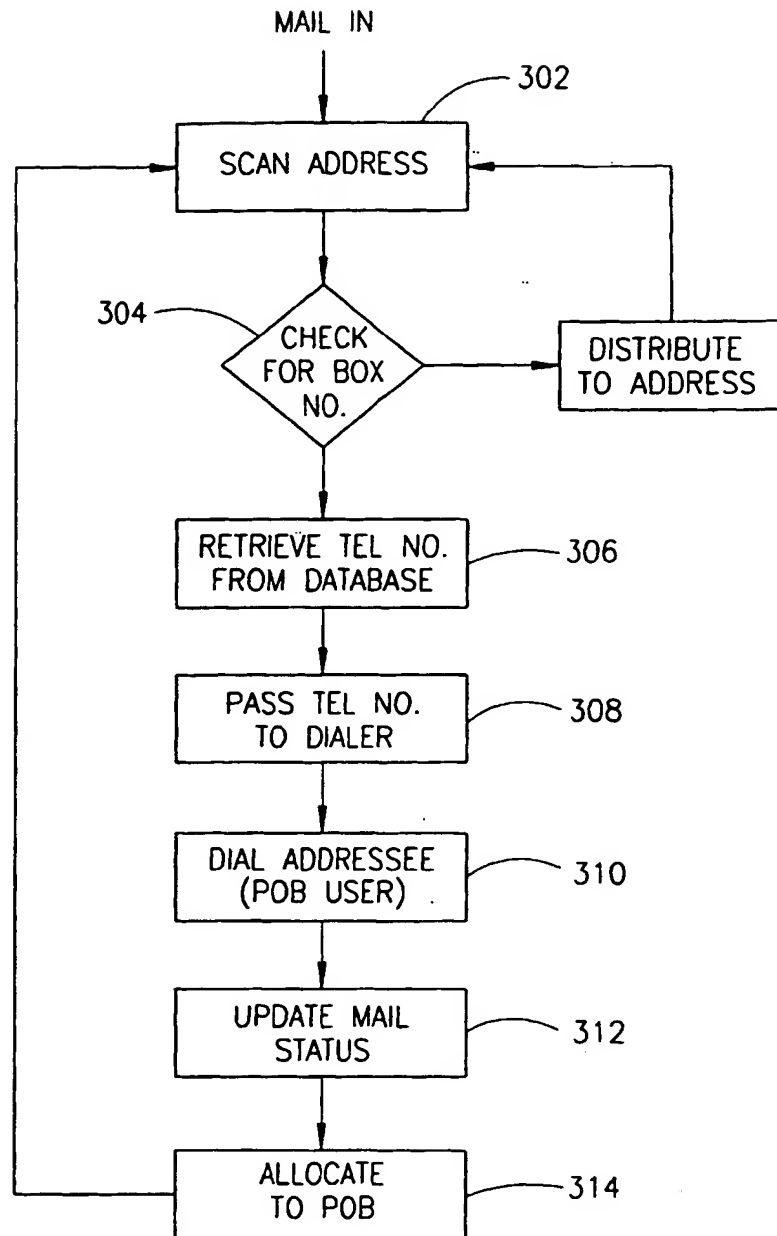 MAIL IN
302
SCAN ADDRESS
304
CHECK
FOR BOX
NO.
DISTRIBUTE
TO ADDRESS
RETRIEVE TEL NO.
FROM DATABASE
306
PASS TEL NO.
TO DIALER
308
DIAL ADDRESSEE
(POB USER)
310
UPDATE MAIL
STATUS
312
ALLOCATE
TO POB
314